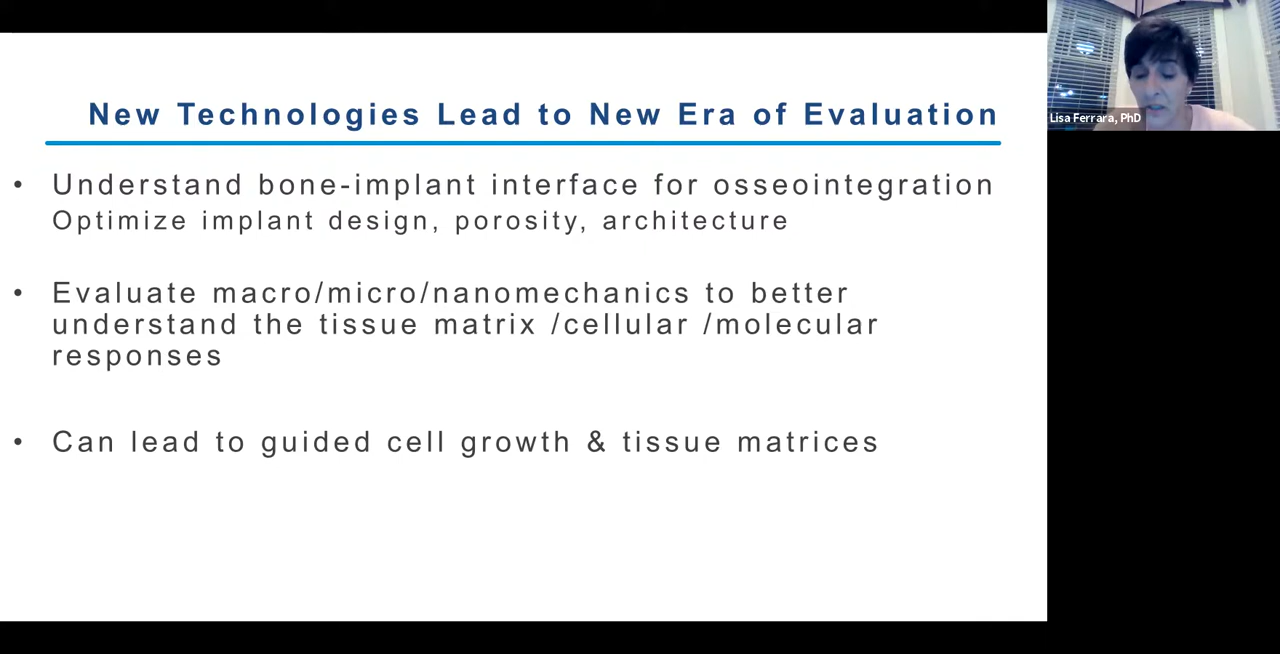 New Technologies Lead to New Era of Evaluation
Lisa Ferrara, PhD
• Understand bone-implant interface for osseointegration
Optimize implant design, porosity, architecture
• Evaluate macro/micro/nanomechanics to better
understand the tissue matrix /cellular /molecular
responses
• Can lead to guided cell growth & tissue matrices